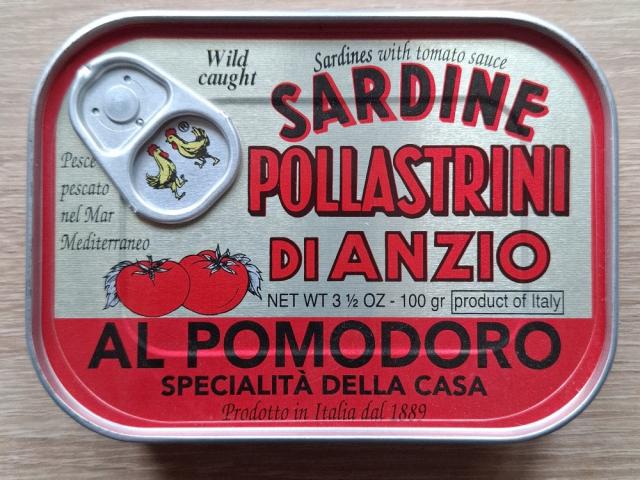 Wild
caught
Sardines with tomato sauce
SARDINE
POLLASTRINI
DI ANZIO
Pesce
pescato
nel Mar
Mediterraneo
®
NET WT 3 ½ OZ - 100 gr product of Italy
AL POMODORO
SPECIALITÀ DELLA CASA
Prodotto in Italia dal 1889